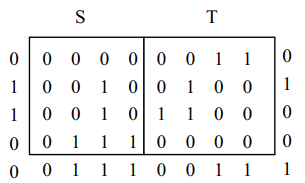 S T
0 0 0 0 0 0 0 1 1 0
1 0 0 1 0 0 1 0 0 1
1 0 0 1 0 1 1 0 0 0
0 0 1 1 1 0 0 0 0 0
0 0 1 1 1 0 0 1 1 1